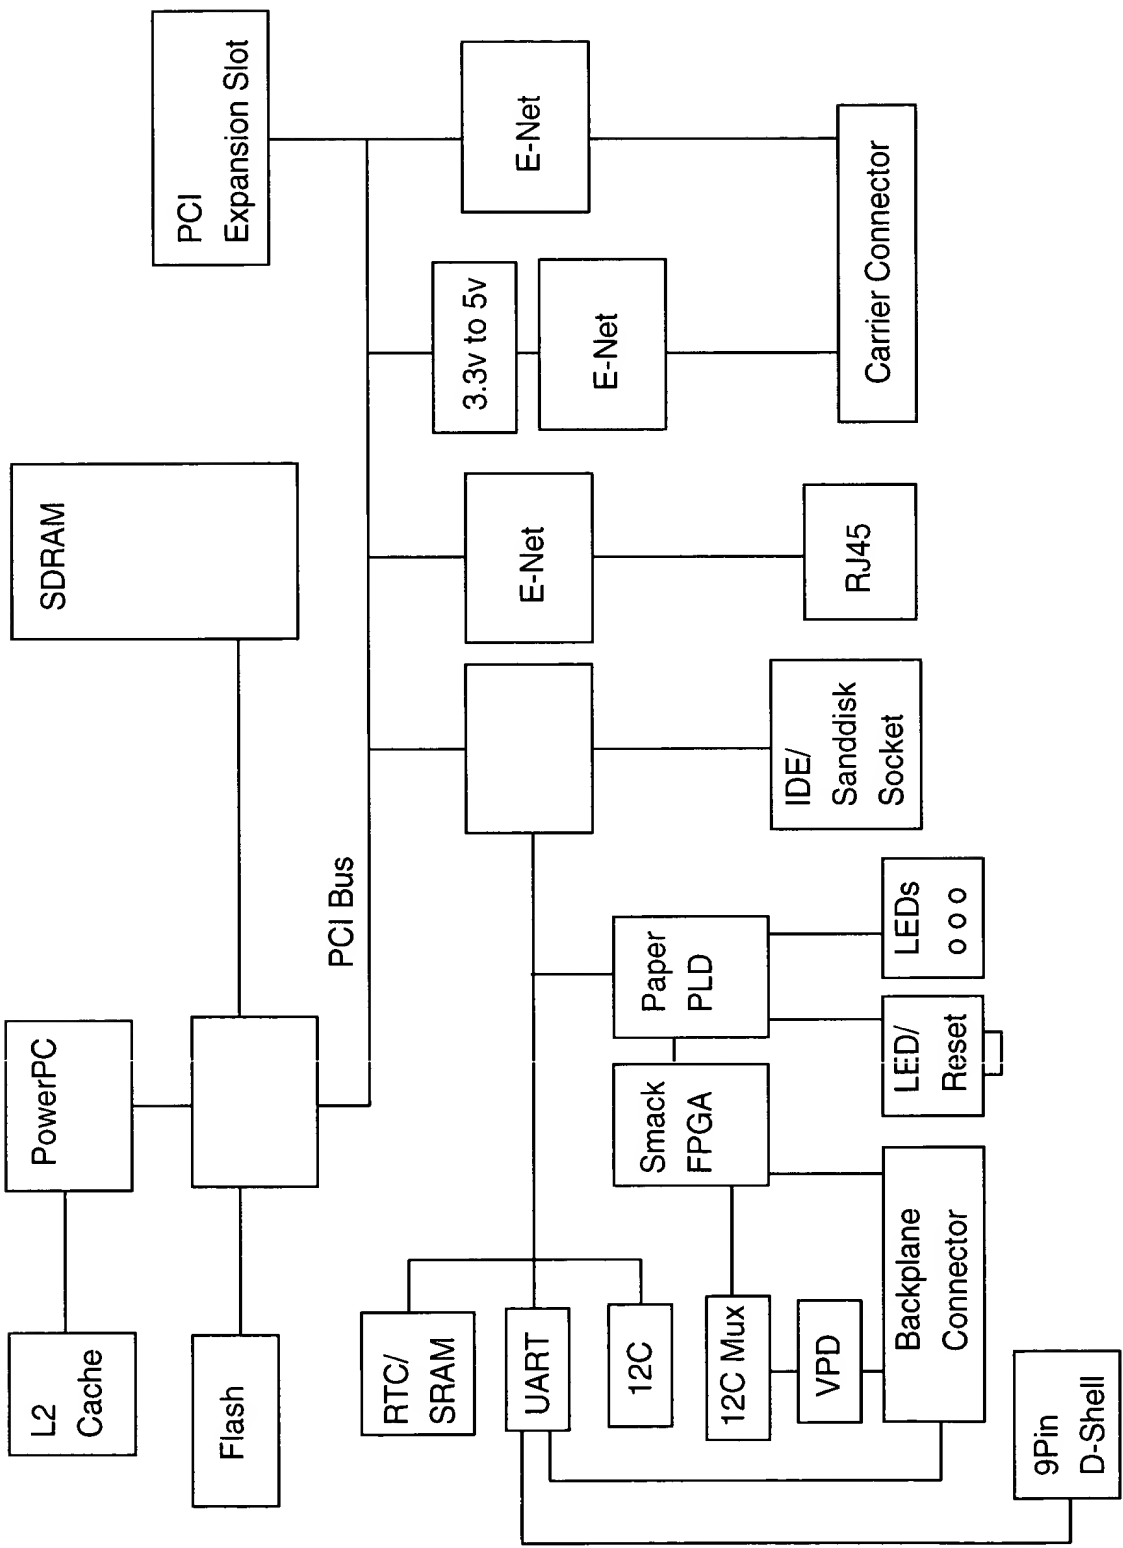 L2
Cache
PowerPC
SDRAM
PCI
Expansion Slot
Flash
PCI Bus
RTC/
SRAM
UART
12C
3.3v to 5v
E-Net
E-Net
E-Net
12C Mux
VPD
Smack
FPGA
Paper
PLD
IDE/
Sanddisk
Socket
RJ45
Carrier Connector
Backplane
Connector
LED/
Reset
LEDs
o o o
9Pin
D-Shell